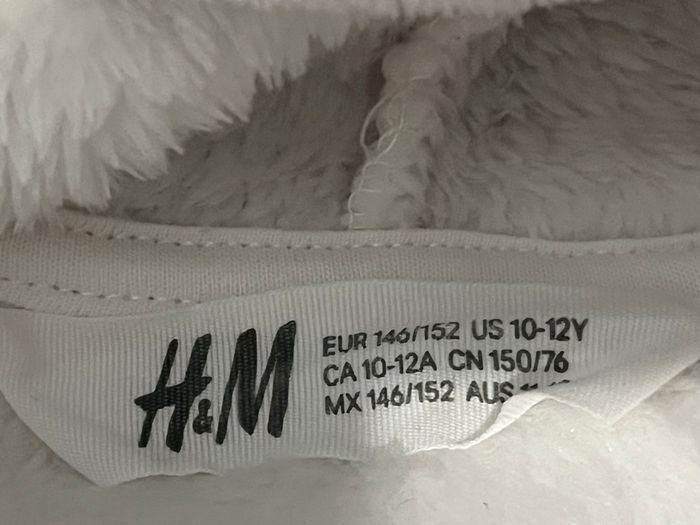 H&M
EUR 146/152 US 10-12Y
CA 10-12A CN 150/76
MX 146/152 AUS